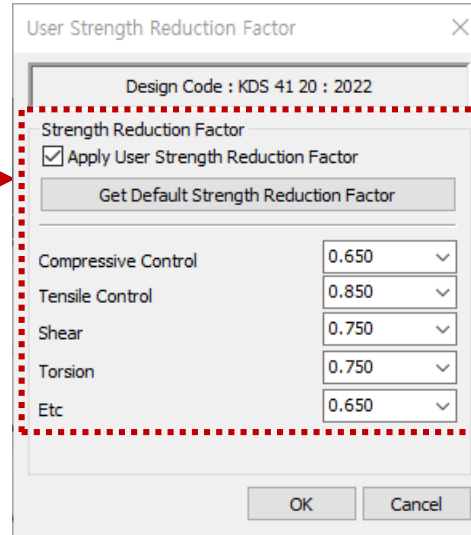 User Strength Reduction Factor
Design Code : KDS 41 20 : 2022
Strength Reduction Factor
Apply User Strength Reduction Factor
Get Default Strength Reduction Factor
Compressive Control 0.650
Tensile Control 0.850
Shear 0.750
Torsion 0.750
Etc 0.650
OK Cancel